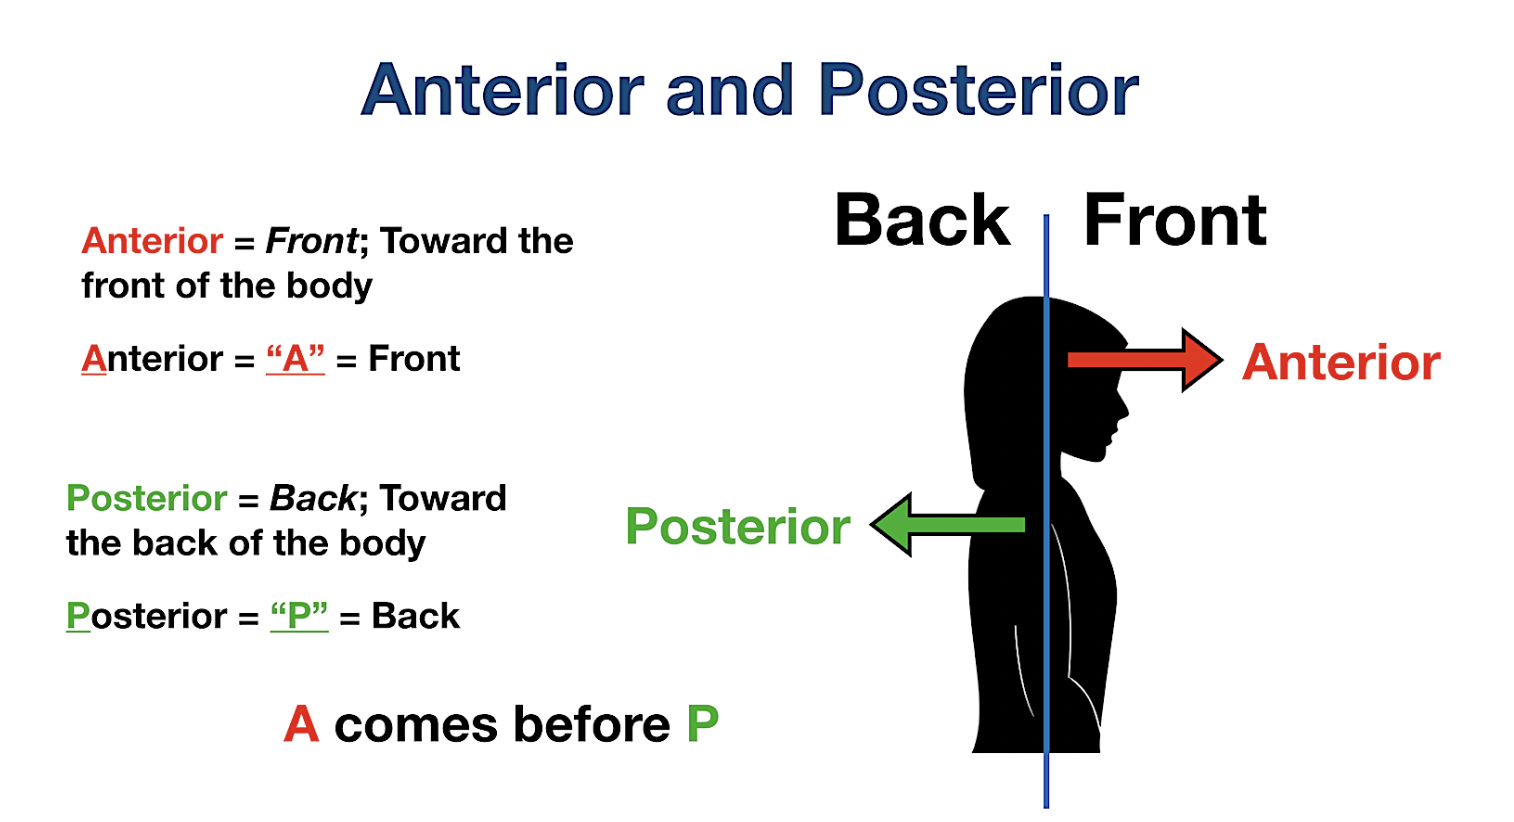 Anterior and Posterior
Anterior = Front; Toward the
front of the body
Anterior = “A” = Front
Posterior = Back; Toward
the back of the body
Posterior = “P” = Back
A comes before P
Back Front
Anterior
Posterior